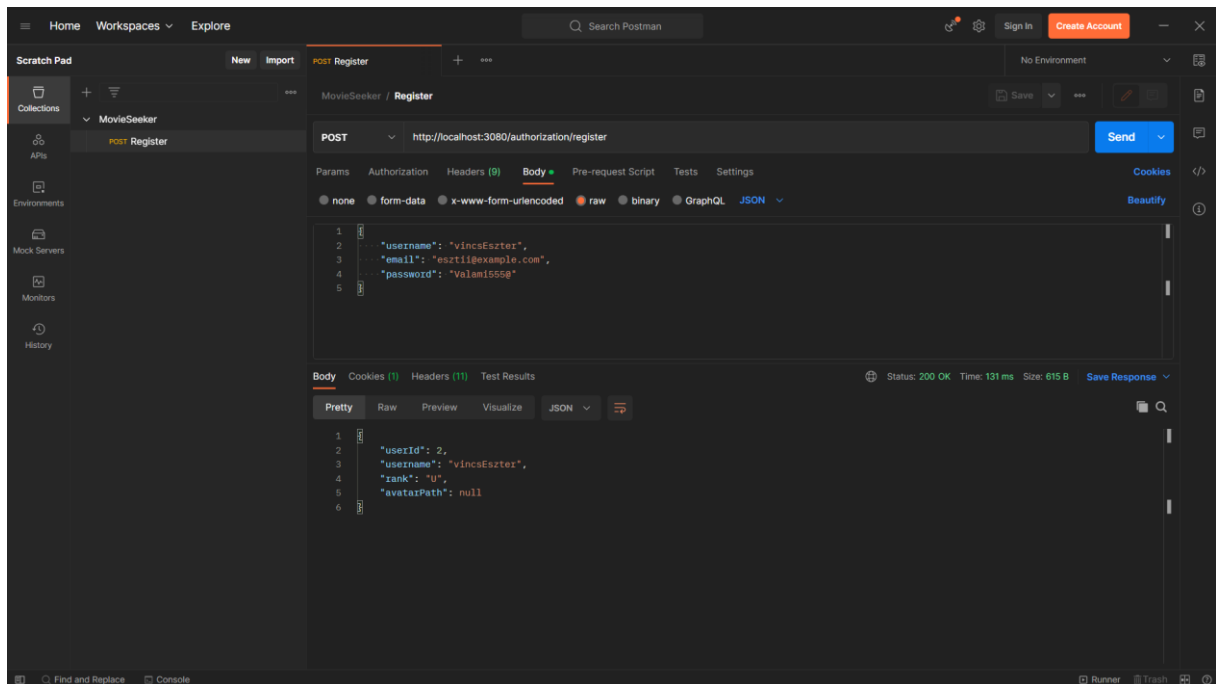 Home Workspaces Explore Search Postman Sign In Create Account
Scratch Pad New Import POST Register No Environment
Collections
MovieSeeker / Register Save
MovieSeeker
POST Register
APIs
Environments
Mock Servers
Monitors
History
POST http://localhost:3080/authorization/register Send
Params Authorization Headers (9) Body Pre-request Script Tests Settings Cookies
none form-data x-www-form-urlencoded raw binary GraphQL JSON Beautify
1 {
2 "username": "vincsEszter",
3 "email": "esztii@example.com",
4 "password": "Valami555@"
5 }
Body Cookies (1) Headers (11) Test Results Status: 200 OK Time: 131 ms Size: 615 B Save Response
Pretty Raw Preview Visualize JSON
1 {
2 "userId": 2,
3 "username": "vincsEszter",
4 "rank": "U",
5 "avatarPath": null
6 }
Find and Replace Console Runner Trash